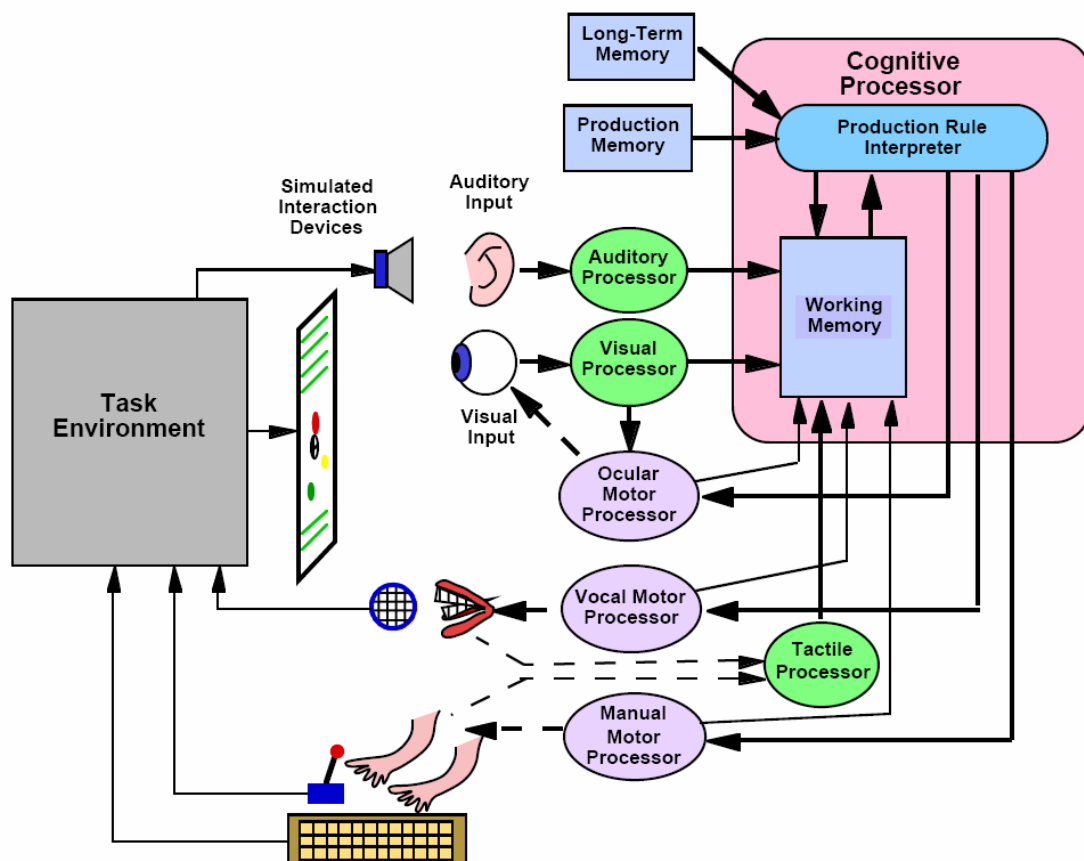 Long-Term
Memory
Cognitive
Processor
Production
Memory
Production Rule
Interpreter
Simulated
Interaction
Devices
Auditory
Input
Auditory
Processor
Working
Memory
Visual
Processor
Task
Environment
Visual
Input
Ocular
Motor
Processor
Vocal Motor
Processor
Tactile
Processor
Manual
Motor
Processor